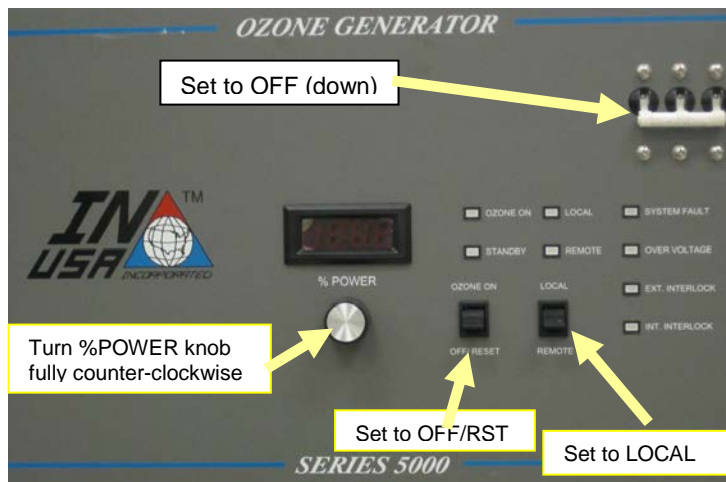 OZONE GENERATOR
Set to OFF (down)
TM
IN
USA
INCORPORATED
% POWER
OZONE ON
LOCAL
SYSTEM FAULT
STANDBY
REMOTE
OVER VOLTAGE
OZONE ON
LOCAL
EXT. INTERLOCK
INT. INTERLOCK
OFF/RESET
REMOTE
Turn %POWER knob
fully counter-clockwise
Set to OFF/RST
Set to LOCAL
SERIES 5000